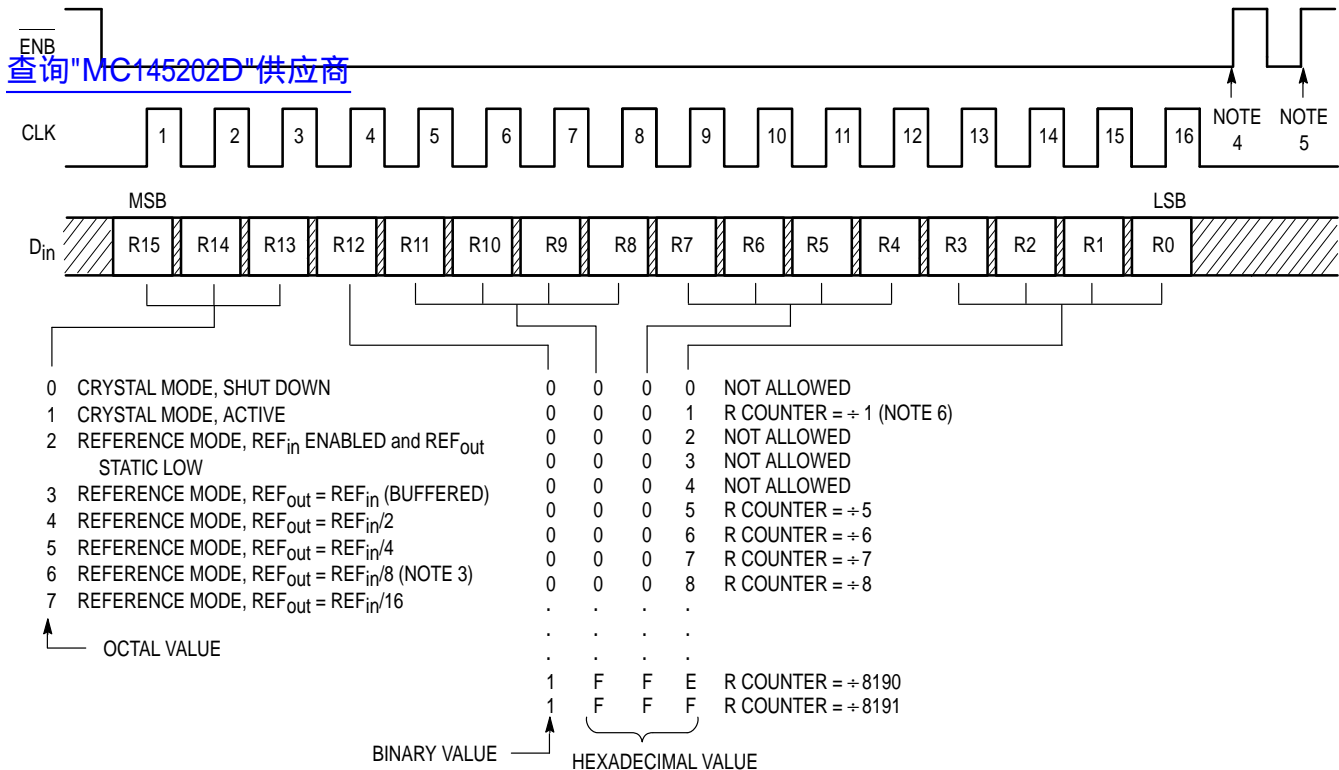 ENB
查询"MC145202D"供应商
CLK
1 2 3 4 5 6 7 8 9 10 11 12 13 14 15 16
NOTE 4
NOTE 5
MSB
LSB
Din
R15 R14 R13 R12 R11 R10 R9 R8 R7 R6 R5 R4 R3 R2 R1 R0
0 CRYSTAL MODE, SHUT DOWN
1 CRYSTAL MODE, ACTIVE
2 REFERENCE MODE, REFin ENABLED and REFout
STATIC LOW
3 REFERENCE MODE, REFout = REFin (BUFFERED)
4 REFERENCE MODE, REFout = REFin/2
5 REFERENCE MODE, REFout = REFin/4
6 REFERENCE MODE, REFout = REFin/8 (NOTE 3)
7 REFERENCE MODE, REFout = REFin/16
OCTAL VALUE
0 0 0 0 NOT ALLOWED
0 0 0 1 R COUNTER = ÷ 1 (NOTE 6)
0 0 0 2 NOT ALLOWED
0 0 0 3 NOT ALLOWED
0 0 0 4 NOT ALLOWED
0 0 0 5 R COUNTER = ÷ 5
0 0 0 6 R COUNTER = ÷ 6
0 0 0 7 R COUNTER = ÷ 7
0 0 0 8 R COUNTER = ÷ 8
. . . .
. . . .
. . . .
1 F F E R COUNTER = ÷ 8190
1 F F F R COUNTER = ÷ 8191
BINARY VALUE
HEXADECIMAL VALUE